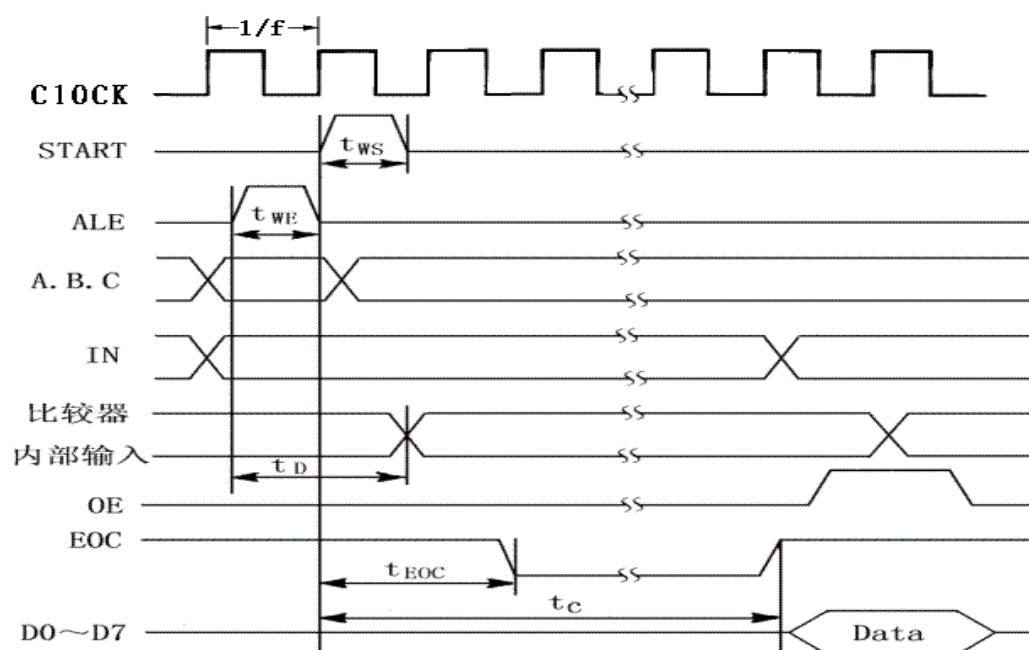 1/f
C1OCK
START
tWS
ALE
tWE
A.B.C
IN
比较器
内部输入
tD
OE
EOC
tEOC
tC
D0～D7
Data